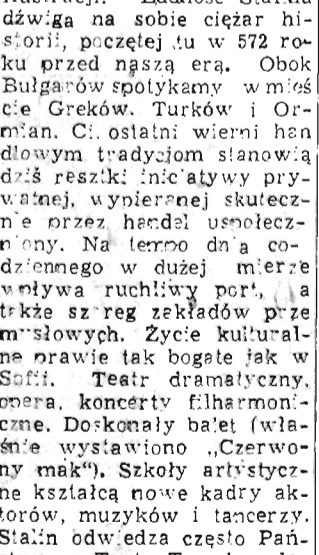 dźwiga na sobie ciężar hi-
storii, poczętej tu w 572 ro-
ku przed naszą erą. Obok
Bułgarów spotykamy w mieś
cie Greków. Turków i Or-
mian. Ci ostatni wierni han
dlowym tradycjom stanowią
dziś resztki inicjatywy pry-
watnej, wypieranej skutecz-
nie przez handel uspołecz-
niony. Na tempo dnia co-
dziennego w dużej mierze
wpływa ruchliwy port, a
także szereg zakładów prze
mysłowych. Życie kultural-
ne prawie tak bogate jak w
Sofii. Teatr dramatyczny,
opera, koncerty filharmoni-
czne. Doskonały balet (wła-
śnie wystawiono „Czerwo-
ny mak"). Szkoły artystycz-
ne kształcą nowe kadry ak-
torów, muzyków i tancerzy.
Stalin odwiedza często Pań-